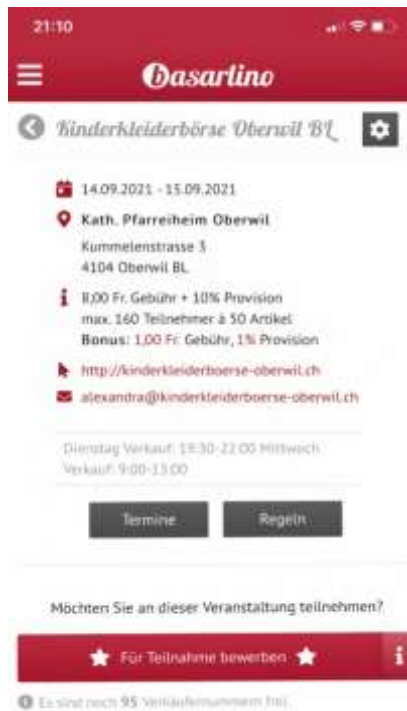 21:10
basarlino
Kinderkleiderbörse Oberwil BL
14.09.2021 - 15.09.2021
Kath. Pfarreiheim Oberwil
Kummelenstrasse 3
4104 Oberwil BL
8,00 Fr. Gebühr + 10% Provision
max. 160 Teilnehmer à 50 Artikel
Bonus: 1,00 Fr. Gebühr, 1% Provision
http://kinderkleiderboerse-oberwil.ch
alexandra@kinderkleiderboerse-oberwil.ch
Dienstag Verkauf: 19:30-22:00 Mittwoch
Verkauf: 9:00-13:00
Termine Regeln
Möchten Sie an dieser Veranstaltung teilnehmen?
Für Teilnahme bewerben
Es sind noch 95 Verkäufernummern frei.